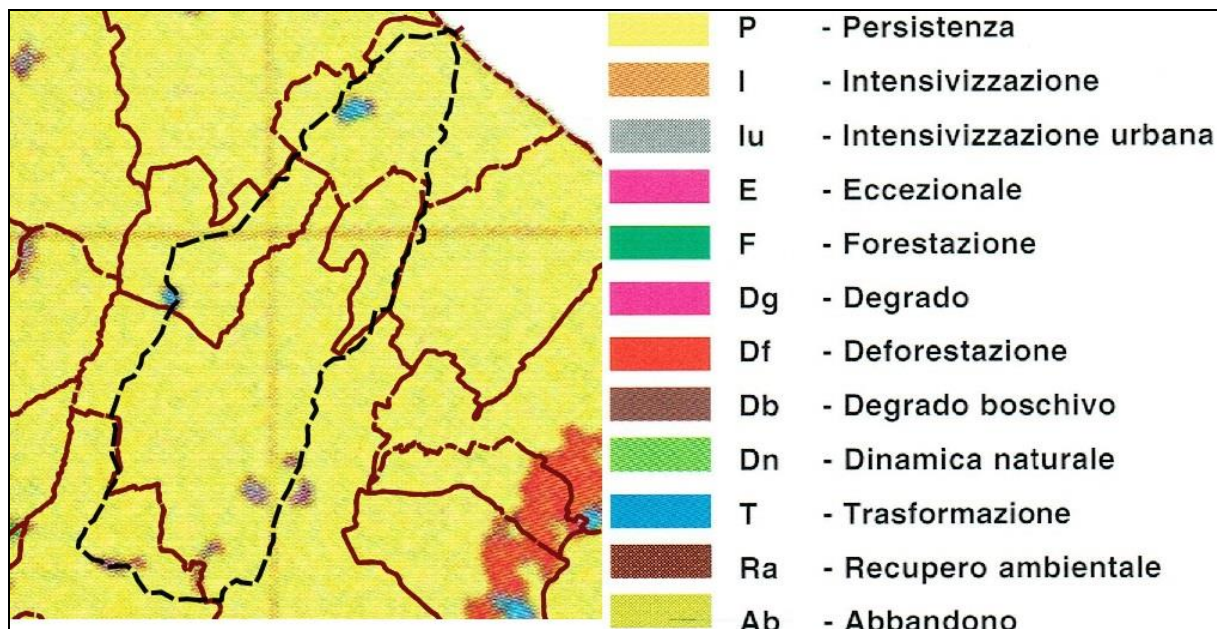 P - Persistenza
I - Intensivizzazione
Iu - Intensivizzazione urbana
E - Eccezionale
F - Forestazione
Dg - Degrado
Df - Deforestazione
Db - Degrado boschivo
Dn - Dinamica naturale
T - Trasformazione
Ra - Recupero ambientale
Ab - Abbandono